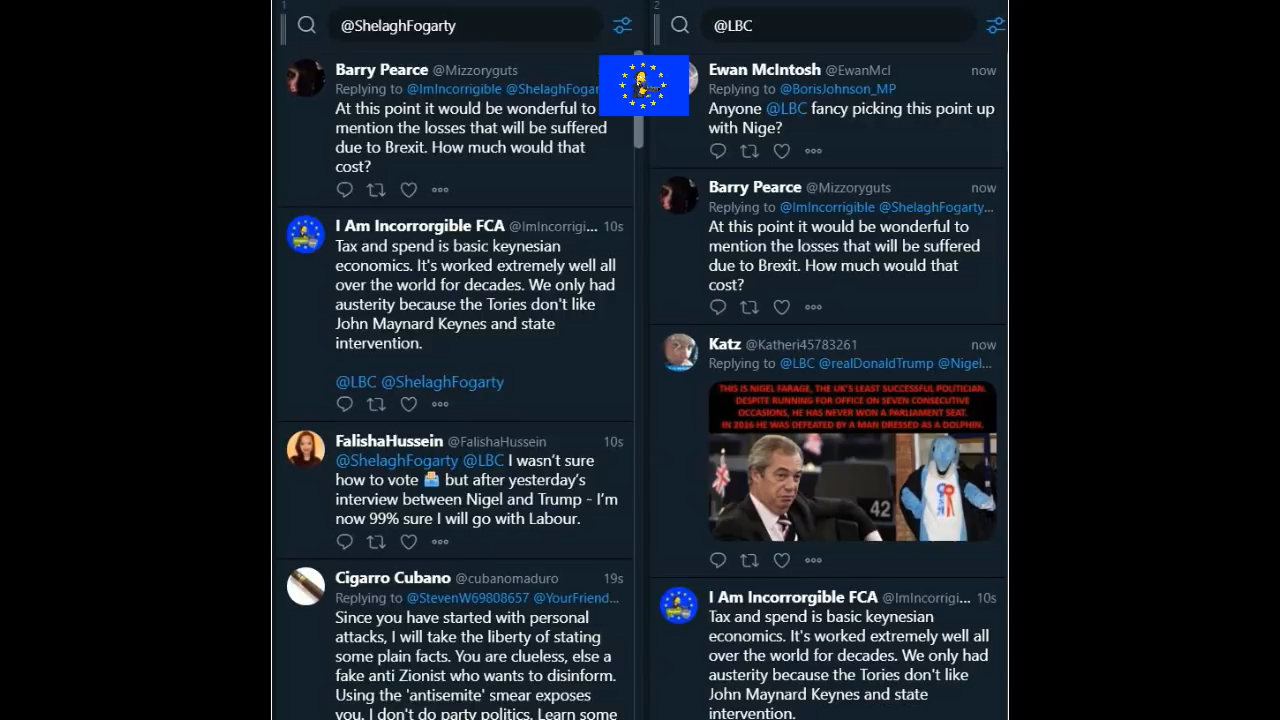 1
@ShelaghFogarty
Barry Pearce @Mizzoryguts
Replying to @ImIncorrigible @ShelaghFogar
At this point it would be wonderful to
mention the losses that will be suffered
due to Brexit. How much would that
cost?
I Am Incorrorgible FCA @ImIncorrigi... 10s
Tax and spend is basic keynesian
economics. It's worked extremely well all
over the world for decades. We only had
austerity because the Tories don't like
John Maynard Keynes and state
intervention.
@LBC @ShelaghFogarty
FalishaHussein @FalishaHussein 10s
@ShelaghFogarty @LBC I wasn't sure
how to vote but after yesterday's
interview between Nigel and Trump - I'm
now 99% sure I will go with Labour.
Cigarro Cubano @cubanomaduro 19s
Replying to @StevenW69808657 @YourFriend...
Since you have started with personal
attacks, I will take the liberty of stating
some plain facts. You are clueless, else a
fake anti Zionist who wants to disinform.
Using the 'antisemite' smear exposes
you. I don't do party politics. Learn some
2
@LBC
Ewan McIntosh @EwanMcI now
Replying to @BorisJohnson_MP
Anyone @LBC fancy picking this point up
with Nige?
Barry Pearce @Mizzoryguts now
Replying to @ImIncorrigible @ShelaghFogarty...
At this point it would be wonderful to
mention the losses that will be suffered
due to Brexit. How much would that
cost?
Katz @Katheri45783261 now
Replying to @LBC @realDonaldTrump @Nigel...
THIS IS NIGEL FARAGE, THE UK'S LEAST SUCCESSFUL POLITICIAN.
DESPITE RUNNING FOR OFFICE ON SEVEN CONSECUTIVE
OCCASIONS, HE HAS NEVER WON A PARLIAMENT SEAT.
IN 2016 HE WAS DEFEATED BY A MAN DRESSED AS A DOLPHIN.
42
I Am Incorrorgible FCA @ImIncorrigi... 10s
Tax and spend is basic keynesian
economics. It's worked extremely well all
over the world for decades. We only had
austerity because the Tories don't like
John Maynard Keynes and state
intervention.